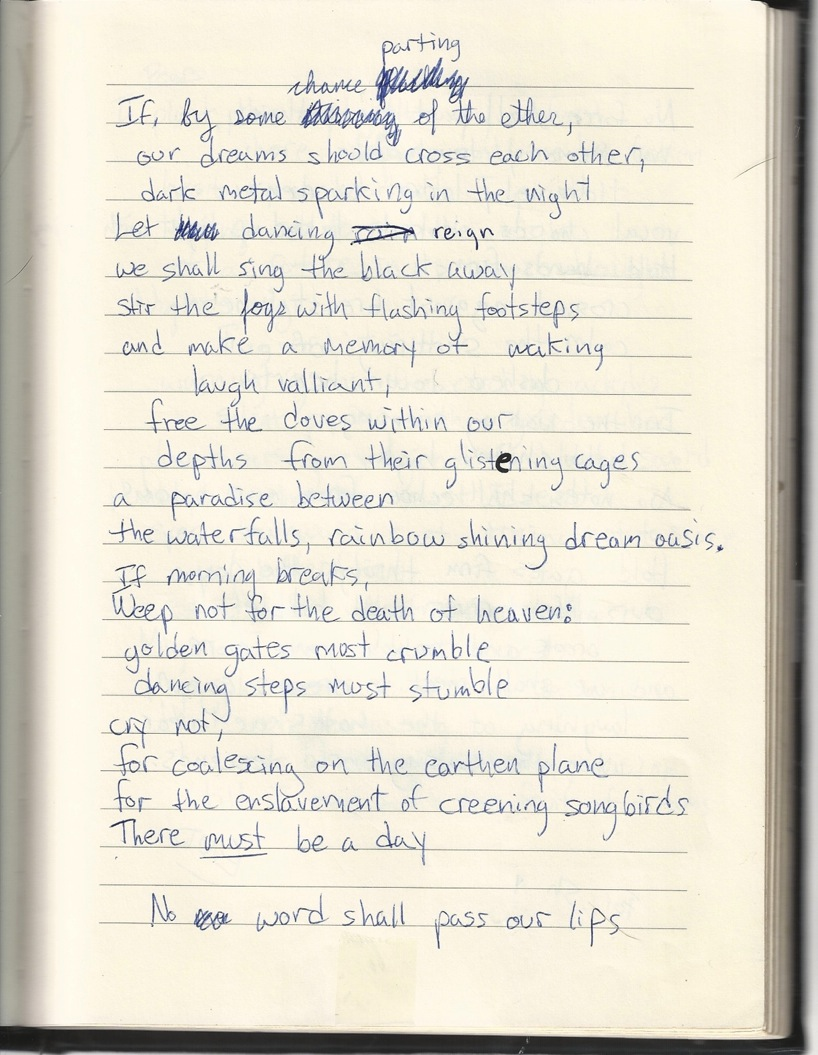 parting
chance
If, by some of the ether,
our dreams should cross each other,
dark metal sparking in the night
Let dancing rain reign
we shall sing the black away
stir the fogs with flashing footsteps
and make a memory of waking
laugh valliant,
free the doves within our
depths from their glistening cages
a paradise between
the waterfalls, rainbow shining dream oasis.
If morning breaks,
Weep not for the death of heaven:
golden gates most crumble
dancing steps must stumble
cry not,
for coalescing on the earthen plane
for the enslavement of creening songbirds
There must be a day
No word shall pass our lips